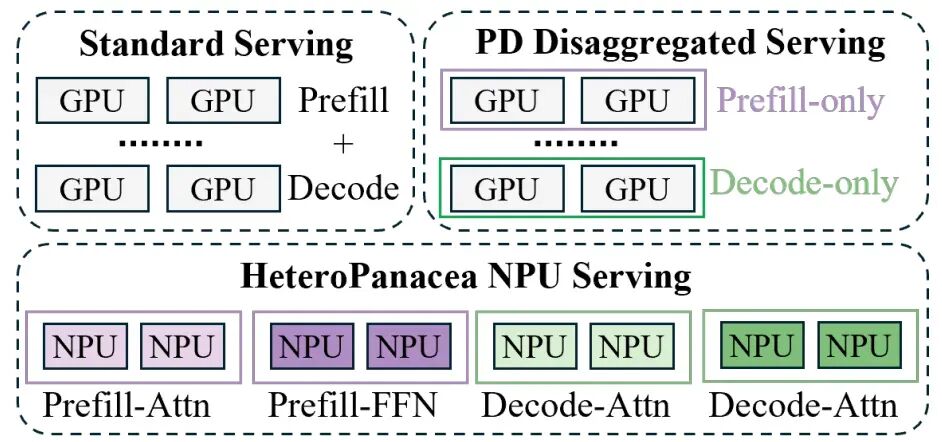 Standard Serving
GPU GPU Prefill
........ +
GPU GPU Decode
PD Disaggregated Serving
GPU GPU Prefill-only
........
GPU GPU Decode-only
HeteroPanacea NPU Serving
NPU NPU NPU NPU NPU NPU NPU NPU
Prefill-Attn Prefill-FFN Decode-Attn Decode-Attn